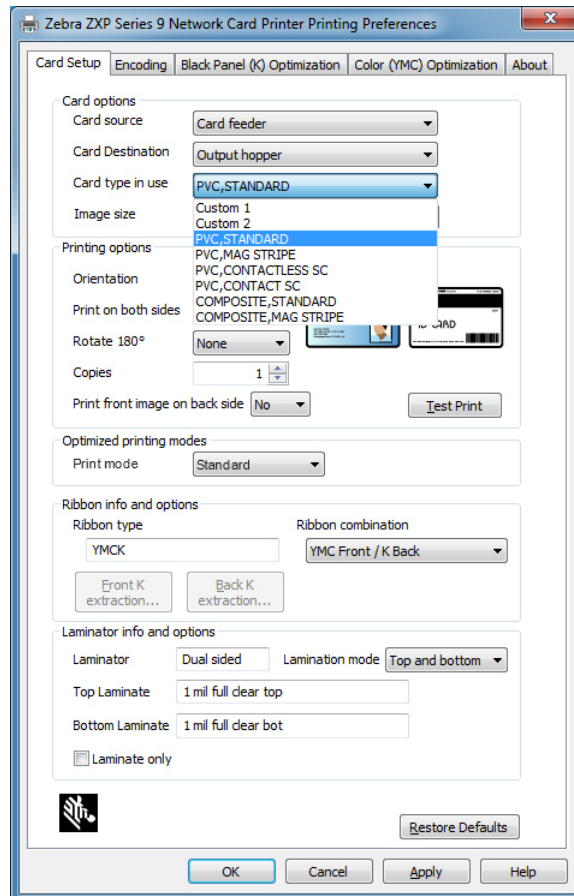 Zebra ZXP Series 9 Network Card Printer Printing Preferences
Card Setup Encoding Black Panel (K) Optimization Color (YMC) Optimization About
Card options
Card source Card feeder
Card Destination Output hopper
Card type in use PVC,STANDARD
Image size
Custom 1
Custom 2
PVC,STANDARD
PVC,MAG STRIPE
PVC,CONTACTLESS SC
PVC,CONTACT SC
COMPOSITE,STANDARD
COMPOSITE,MAG STRIPE
Printing options
Orientation
Print on both sides
ID CARD
Rotate 180° None
Copies 1
Print front image on back side No Test Print
Optimized printing modes
Print mode Standard
Ribbon info and options
Ribbon type Ribbon combination
YMCK YMC Front / K Back
Front K extraction... Back K extraction...
Laminator info and options
Laminator Dual sided Lamination mode Top and bottom
Top Laminate 1 mil full clear top
Bottom Laminate 1 mil full clear bot
Laminate only
Restore Defaults
OK Cancel Apply Help